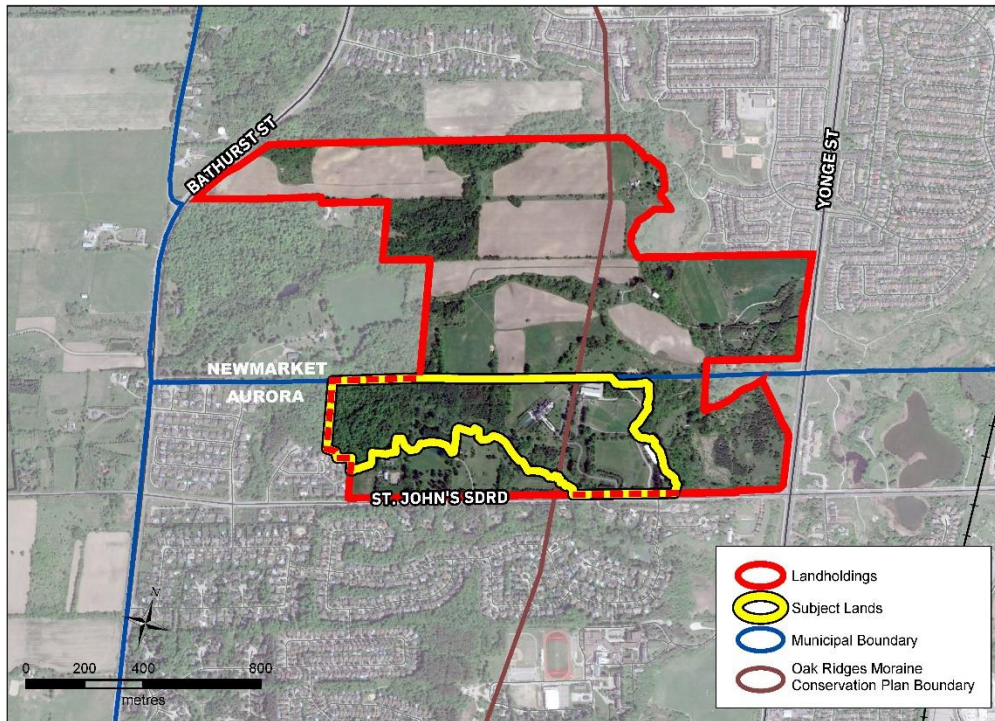 BATHURST ST
YONGE ST
NEWMARKET
AURORA
ST. JOHN'S SDRD
N
0 200 400 800
metres
Landholdings
Subject Lands
Municipal Boundary
Oak Ridges Moraine
Conservation Plan Boundary